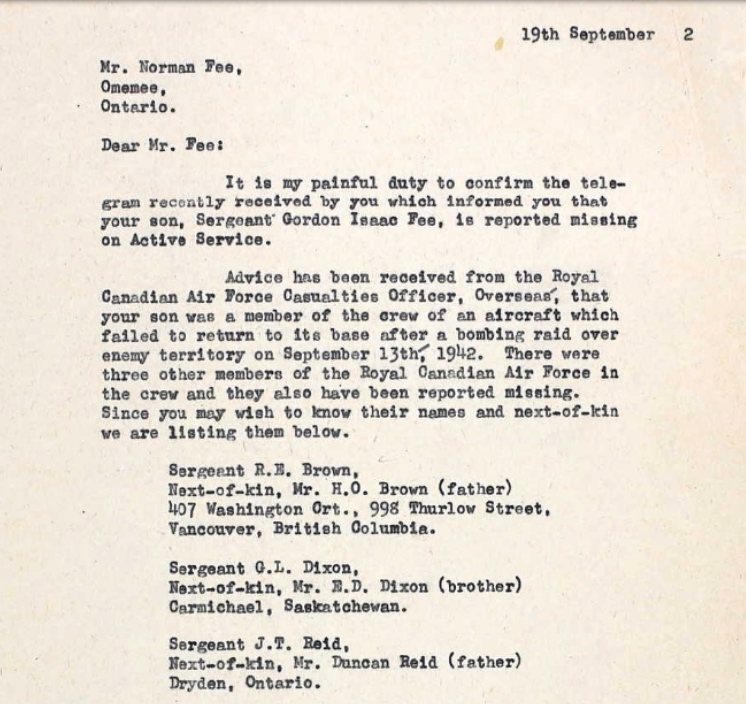 19th September 2
Mr. Norman Fee,
Omemee,
Ontario.
Dear Mr. Fee:
It is my painful duty to confirm the tele-
gram recently received by you which informed you that
your son, Sergeant Gordon Isaac Fee, is reported missing
on Active Service.
Advice has been received from the Royal
Canadian Air Force Casualties Officer, Overseas, that
your son was a member of the crew of an aircraft which
failed to return to its base after a bombing raid over
enemy territory on September 13th, 1942. There were
three other members of the Royal Canadian Air Force in
the crew and they also have been reported missing.
Since you may wish to know their names and next-of-kin
we are listing them below.
Sergeant R.E. Brown,
Next-of-kin, Mr. H.O. Brown (father)
407 Washington Crt., 998 Thurlow Street,
Vancouver, British Columbia.
Sergeant G.L. Dixon,
Next-of-kin, Mr. E.D. Dixon (brother)
Carmichael, Saskatchewan.
Sergeant J.T. Reid,
Next-of-kin, Mr. Duncan Reid (father)
Dryden, Ontario.